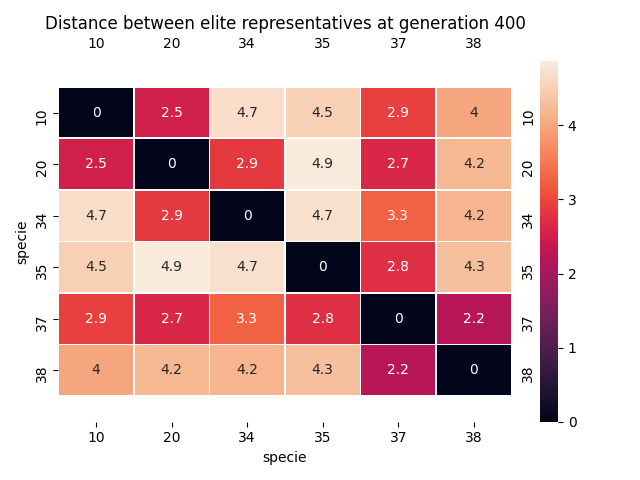 Distance between elite representatives at generation 400
10 20 34 35 37 38
10 0 2.5 4.7 4.5 2.9 4 10
20 2.5 0 2.9 4.9 2.7 4.2 20
34 4.7 2.9 0 4.7 3.3 4.2 34
35 4.5 4.9 4.7 0 2.8 4.3 35
37 2.9 2.7 3.3 2.8 0 2.2 37
38 4 4.2 4.2 4.3 2.2 0 38
specie
10 20 34 35 37 38
specie
4
3
2
1
0